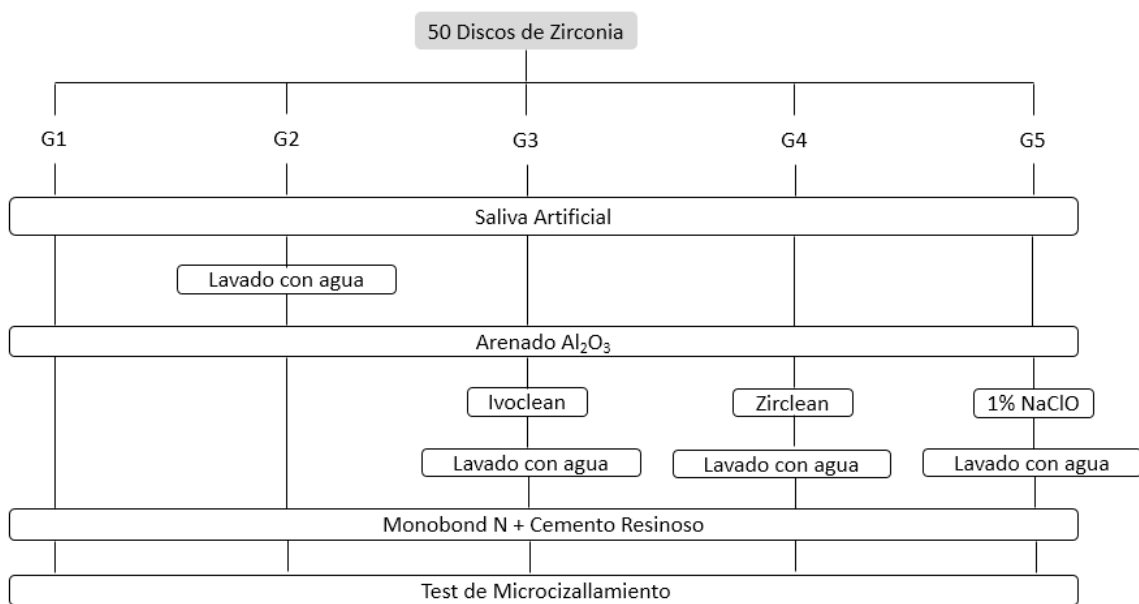 50 Discos de Zirconia
G1 G2 G3 G4 G5
Saliva Artificial
Lavado con agua
Arenado Al₂O₃
Ivoclean Zirclean 1% NaClO
Lavado con agua Lavado con agua Lavado con agua
Monobond N + Cemento Resinoso
Test de Microcizallamiento